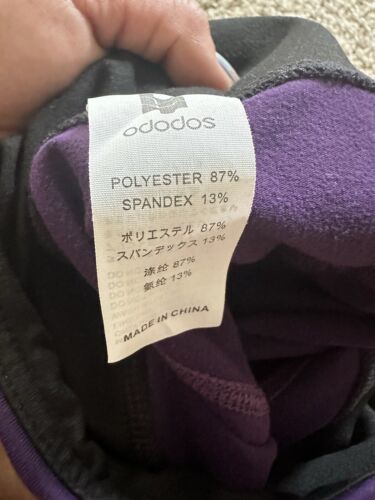 ododos
POLYESTER 87%
SPANDEX 13%
ポリエステル 87%
スパンデックス 13%
涤纶 87%
氨纶 13%
MADE IN CHINA